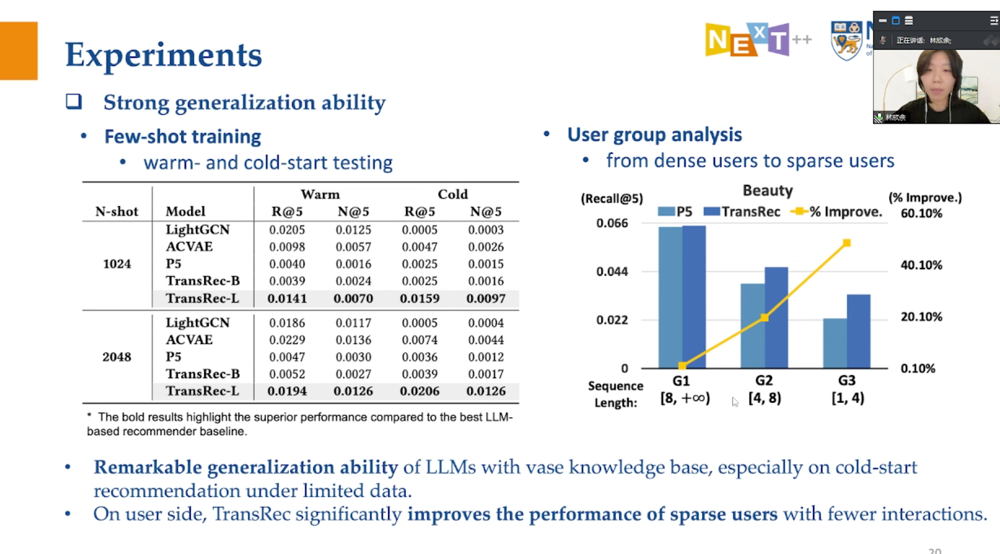 Experiments
NEXT++
正在讲话: 林欣余;
林欣余
❑ Strong generalization ability
• Few-shot training
• warm- and cold-start testing
Warm Cold
N-shot Model R@5 N@5 R@5 N@5
LightGCN 0.0205 0.0125 0.0005 0.0003
ACVAE 0.0098 0.0057 0.0047 0.0026
1024 P5 0.0040 0.0016 0.0025 0.0015
TransRec-B 0.0039 0.0024 0.0025 0.0016
TransRec-L 0.0141 0.0070 0.0159 0.0097
LightGCN 0.0186 0.0117 0.0005 0.0004
ACVAE 0.0229 0.0136 0.0074 0.0044
2048 P5 0.0047 0.0030 0.0036 0.0012
TransRec-B 0.0052 0.0027 0.0039 0.0017
TransRec-L 0.0194 0.0126 0.0206 0.0126
* The bold results highlight the superior performance compared to the best LLM-
based recommender baseline.
• User group analysis
• from dense users to sparse users
Beauty
(Recall@5) (% Improve.)
P5 TransRec % Improve. 60.10%
0.066
0.044 40.10%
0.022 20.10%
0 0.10%
G1 G2 G3
Sequence
Length: [8, +∞) [4, 8) [1, 4)
• Remarkable generalization ability of LLMs with vase knowledge base, especially on cold-start
recommendation under limited data.
• On user side, TransRec significantly improves the performance of sparse users with fewer interactions.
20